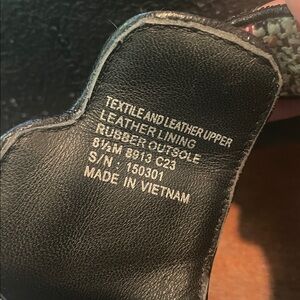 TEXTILE AND LEATHER UPPER
LEATHER LINING
RUBBER OUTSOLE
8½M 8913 C23
S/N : 150301
MADE IN VIETNAM